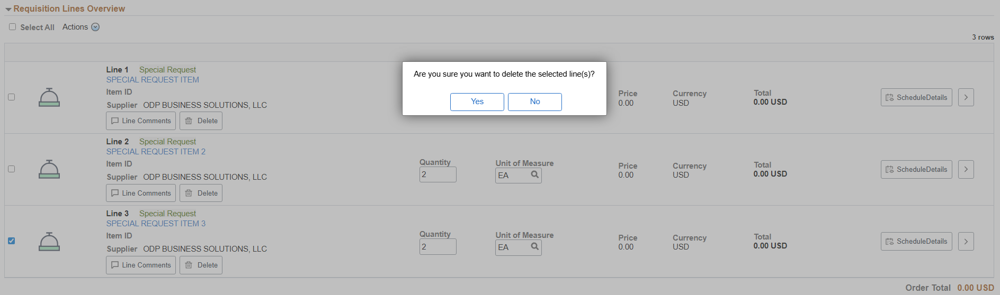 Requisition Lines Overview
Select All Actions
3 rows
Are you sure you want to delete the selected line(s)?
Yes No
Line 1 Special Request
SPECIAL REQUEST ITEM
Item ID
Supplier ODP BUSINESS SOLUTIONS, LLC
Line Comments Delete
Price
0.00
Currency
USD
Total
0.00 USD
ScheduleDetails
Line 2 Special Request
SPECIAL REQUEST ITEM 2
Item ID
Supplier ODP BUSINESS SOLUTIONS, LLC
Line Comments Delete
Quantity
2
Unit of Measure
EA
Price
0.00
Currency
USD
Total
0.00 USD
ScheduleDetails
Line 3 Special Request
SPECIAL REQUEST ITEM 3
Item ID
Supplier ODP BUSINESS SOLUTIONS, LLC
Line Comments Delete
Quantity
2
Unit of Measure
EA
Price
0.00
Currency
USD
Total
0.00 USD
ScheduleDetails
Order Total 0.00 USD